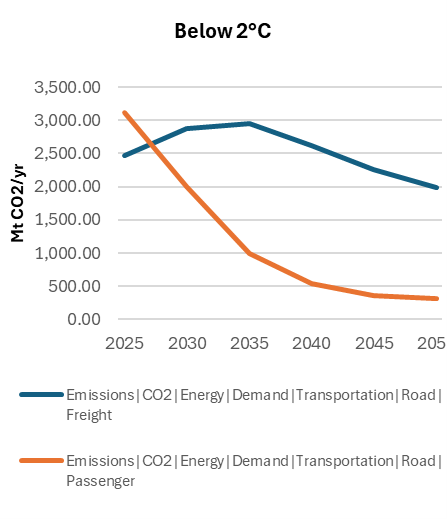 Below 2°C
Mt CO2/yr
3,500.00
3,000.00
2,500.00
2,000.00
1,500.00
1,000.00
500.00
0.00
2025 2030 2035 2040 2045 205
Emissions|CO2|Energy|Demand|Transportation|Road|
Freight
Emissions|CO2|Energy|Demand|Transportation|Road|
Passenger